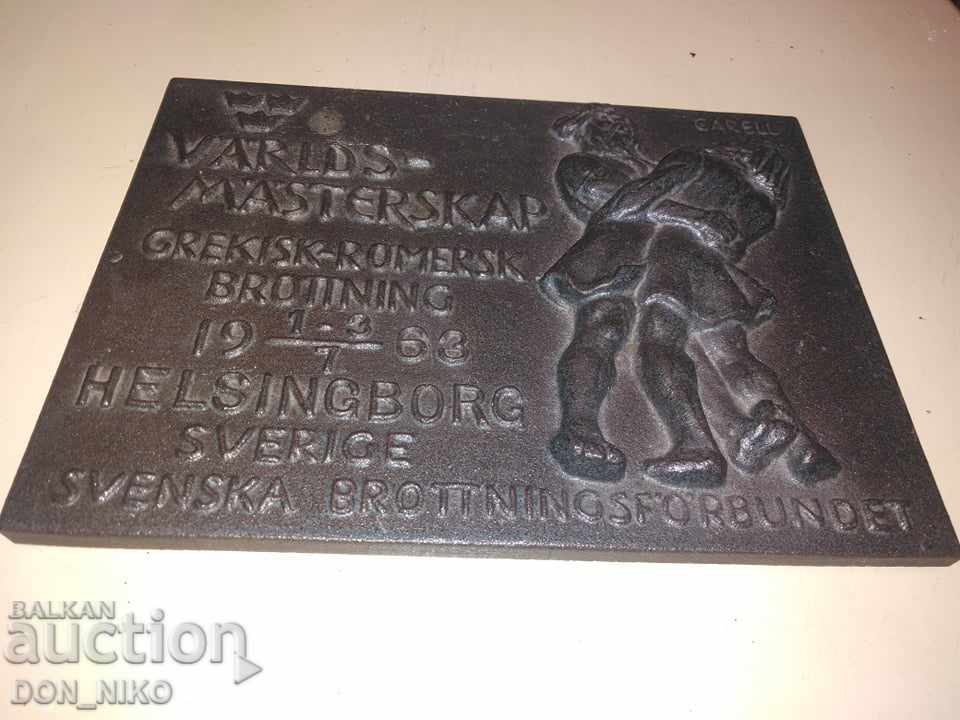 CARELL
VÄRLDS-
MÄSTERSKAP
GREKISK-ROMERSK
BROTTNING
19 1-3/7 63
HELSINGBORG
SVERIGE
SVENSKA BROTTNINGSFÖRBUNDET
BALKAN
auction
DON_NIKO